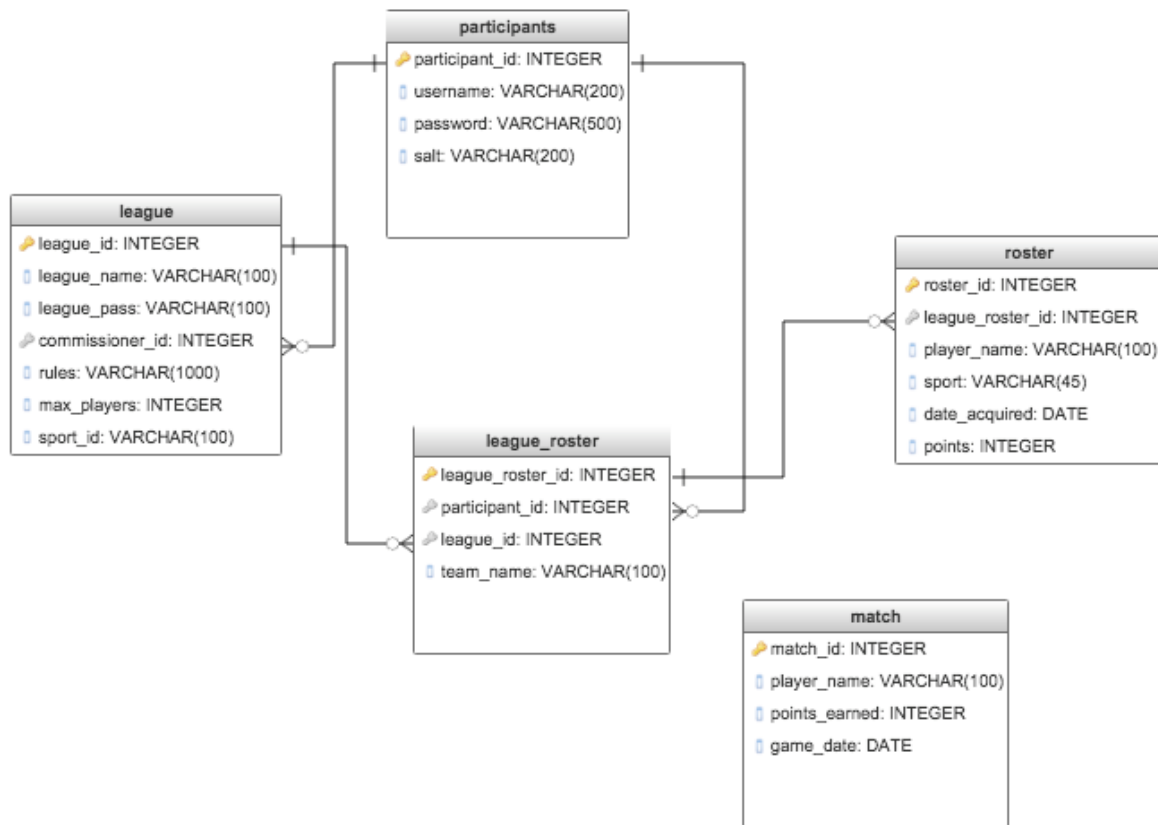 participants
participant_id: INTEGER
username: VARCHAR(200)
password: VARCHAR(500)
salt: VARCHAR(200)
league
league_id: INTEGER
league_name: VARCHAR(100)
league_pass: VARCHAR(100)
commissioner_id: INTEGER
rules: VARCHAR(1000)
max_players: INTEGER
sport_id: VARCHAR(100)
roster
roster_id: INTEGER
league_roster_id: INTEGER
player_name: VARCHAR(100)
sport: VARCHAR(45)
date_acquired: DATE
points: INTEGER
league_roster
league_roster_id: INTEGER
participant_id: INTEGER
league_id: INTEGER
team_name: VARCHAR(100)
match
match_id: INTEGER
player_name: VARCHAR(100)
points_earned: INTEGER
game_date: DATE